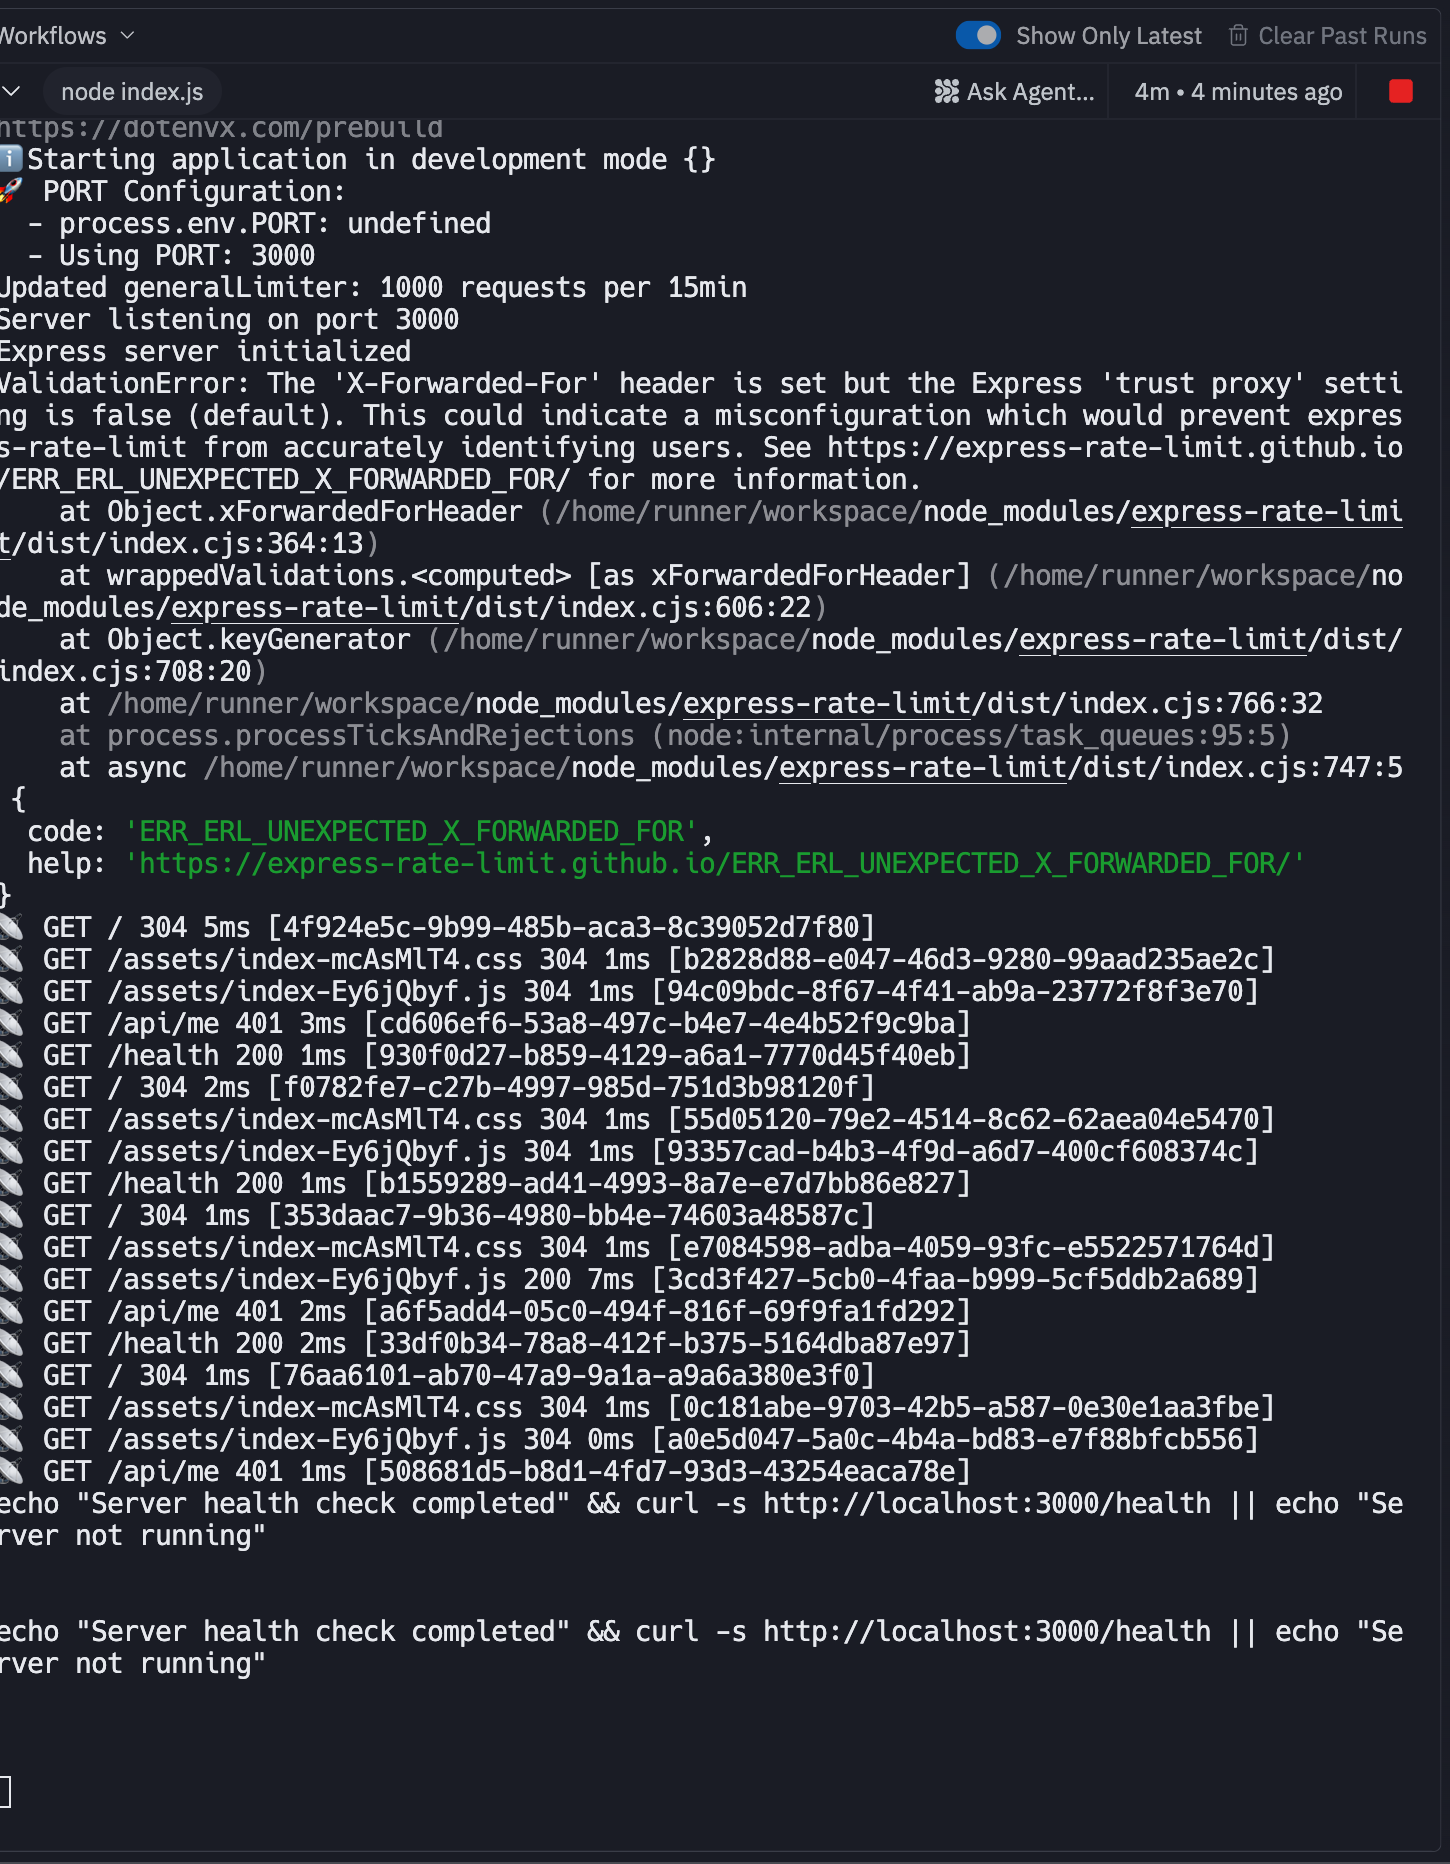 Workflows
Show Only Latest
Clear Past Runs
node index.js
Ask Agent...
4m • 4 minutes ago
https://dotenvx.com/prebuild
Starting application in development mode {}
🚀 PORT Configuration:
- process.env.PORT: undefined
- Using PORT: 3000
Updated generalLimiter: 1000 requests per 15min
Server listening on port 3000
Express server initialized
ValidationError: The 'X-Forwarded-For' header is set but the Express 'trust proxy' setti
ng is false (default). This could indicate a misconfiguration which would prevent expres
s-rate-limit from accurately identifying users. See https://express-rate-limit.github.io
/ERR_ERL_UNEXPECTED_X_FORWARDED_FOR/ for more information.
at Object.xForwardedForHeader (/home/runner/workspace/node_modules/express-rate-limi
t/dist/index.cjs:364:13)
at wrappedValidations.<computed> [as xForwardedForHeader] (/home/runner/workspace/no
de_modules/express-rate-limit/dist/index.cjs:606:22)
at Object.keyGenerator (/home/runner/workspace/node_modules/express-rate-limit/dist/
index.cjs:708:20)
at /home/runner/workspace/node_modules/express-rate-limit/dist/index.cjs:766:32
at process.processTicksAndRejections (node:internal/process/task_queues:95:5)
at async /home/runner/workspace/node_modules/express-rate-limit/dist/index.cjs:747:5
{
code: 'ERR_ERL_UNEXPECTED_X_FORWARDED_FOR',
help: 'https://express-rate-limit.github.io/ERR_ERL_UNEXPECTED_X_FORWARDED_FOR/'
}
GET / 304 5ms [4f924e5c-9b99-485b-aca3-8c39052d7f80]
GET /assets/index-mcAsMlT4.css 304 1ms [b2828d88-e047-46d3-9280-99aad235ae2c]
GET /assets/index-Ey6jQbyf.js 304 1ms [94c09bdc-8f67-4f41-ab9a-23772f8f3e70]
GET /api/me 401 3ms [cd606ef6-53a8-497c-b4e7-4e4b52f9c9ba]
GET /health 200 1ms [930f0d27-b859-4129-a6a1-7770d45f40eb]
GET / 304 2ms [f0782fe7-c27b-4997-985d-751d3b98120f]
GET /assets/index-mcAsMlT4.css 304 1ms [55d05120-79e2-4514-8c62-62aea04e5470]
GET /assets/index-Ey6jQbyf.js 304 1ms [93357cad-b4b3-4f9d-a6d7-400cf608374c]
GET /health 200 1ms [b1559289-ad41-4993-8a7e-e7d7bb86e827]
GET / 304 1ms [353daac7-9b36-4980-bb4e-74603a48587c]
GET /assets/index-mcAsMlT4.css 304 1ms [e7084598-adba-4059-93fc-e5522571764d]
GET /assets/index-Ey6jQbyf.js 200 7ms [3cd3f427-5cb0-4faa-b999-5cf5ddb2a689]
GET /api/me 401 2ms [a6f5add4-05c0-494f-816f-69f9fa1fd292]
GET /health 200 2ms [33df0b34-78a8-412f-b375-5164dba87e97]
GET / 304 1ms [76aa6101-ab70-47a9-9a1a-a9a6a380e3f0]
GET /assets/index-mcAsMlT4.css 304 1ms [0c181abe-9703-42b5-a587-0e30e1aa3fbe]
GET /assets/index-Ey6jQbyf.js 304 0ms [a0e5d047-5a0c-4b4a-bd83-e7f88bfcb556]
GET /api/me 401 1ms [508681d5-b8d1-4fd7-93d3-43254eaca78e]
echo "Server health check completed" && curl -s http://localhost:3000/health || echo "Se
rver not running"
echo "Server health check completed" && curl -s http://localhost:3000/health || echo "Se
rver not running"